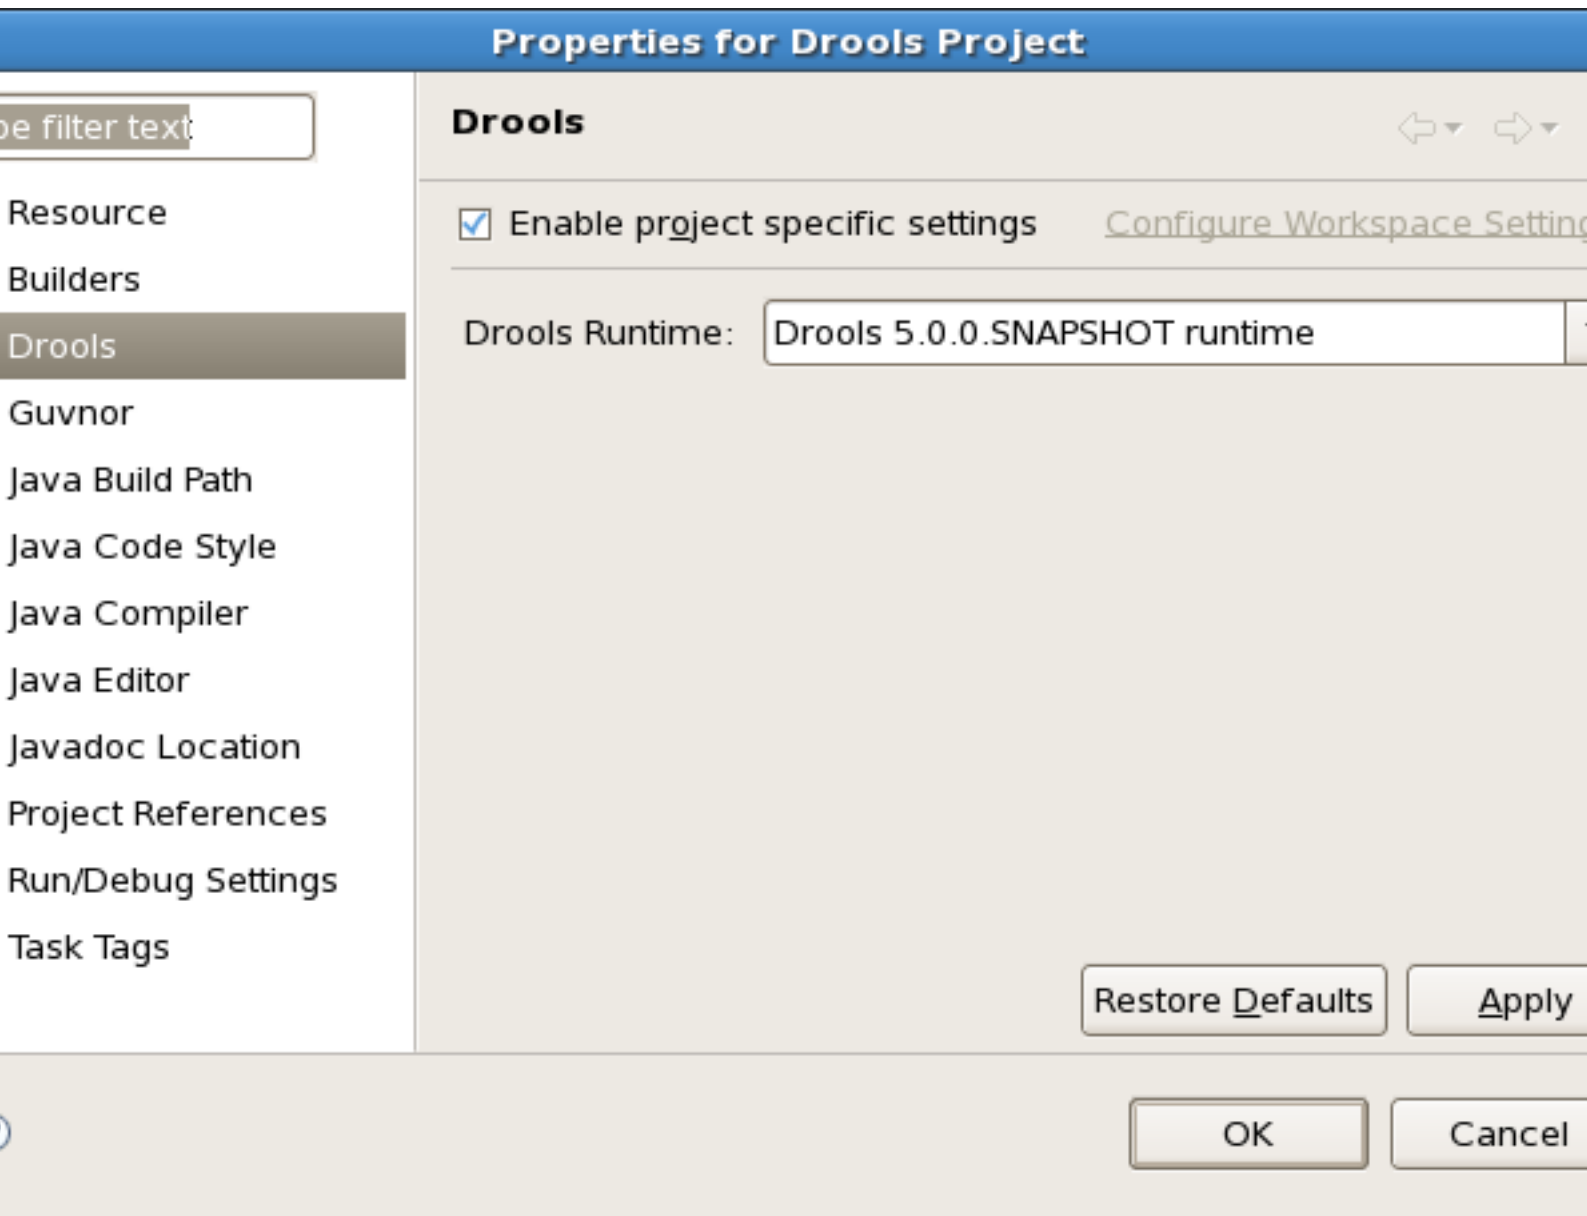 Properties for Drools Project
pe filter text
Drools
Resource
Enable project specific settings
Configure Workspace Setting
Builders
Drools
Drools Runtime:
Drools 5.0.0.SNAPSHOT runtime
Guvnor
Java Build Path
Java Code Style
Java Compiler
Java Editor
Javadoc Location
Project References
Run/Debug Settings
Task Tags
Restore Defaults
Apply
OK
Cancel